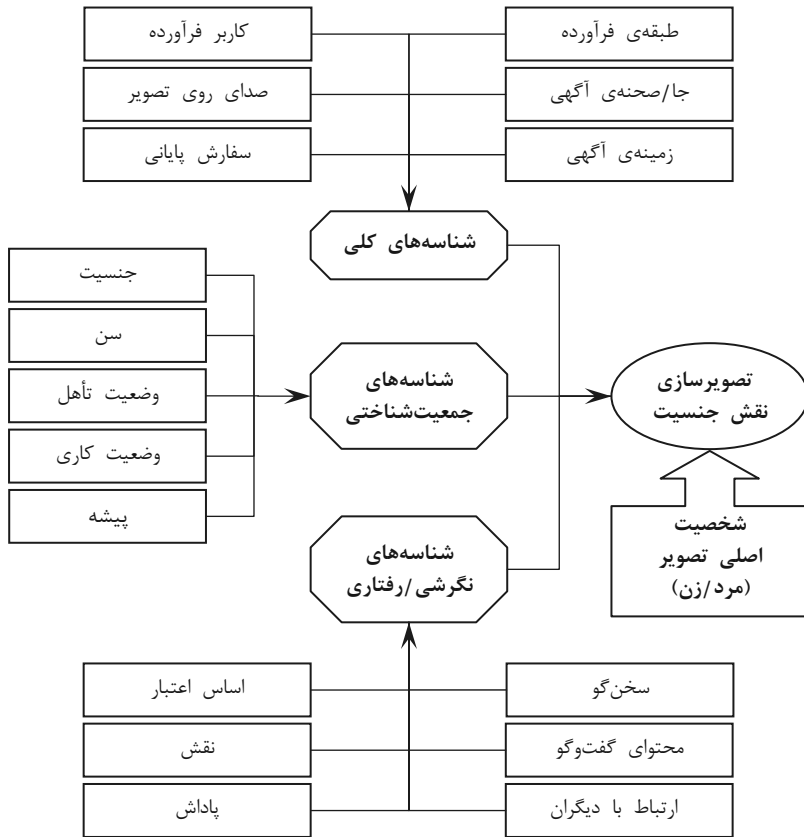 طبقه‌ی فرآورده
کاربر فرآورده
جا/صحنه‌ی آگهی
صدای روی تصویر
زمینه‌ی آگهی
سفارش پایانی
شناسه‌های کلی
جنسیت
سن
وضعیت تأهل
وضعیت کاری
پیشه
شناسه‌های
جمعیت‌شناختی
تصویرسازی
نقش جنسیت
شخصیت
اصلی تصویر
(مرد/زن)
شناسه‌های
نگرشی/رفتاری
سخن‌گو
اساس اعتبار
محتوای گفت‌وگو
نقش
ارتباط با دیگران
پاداش